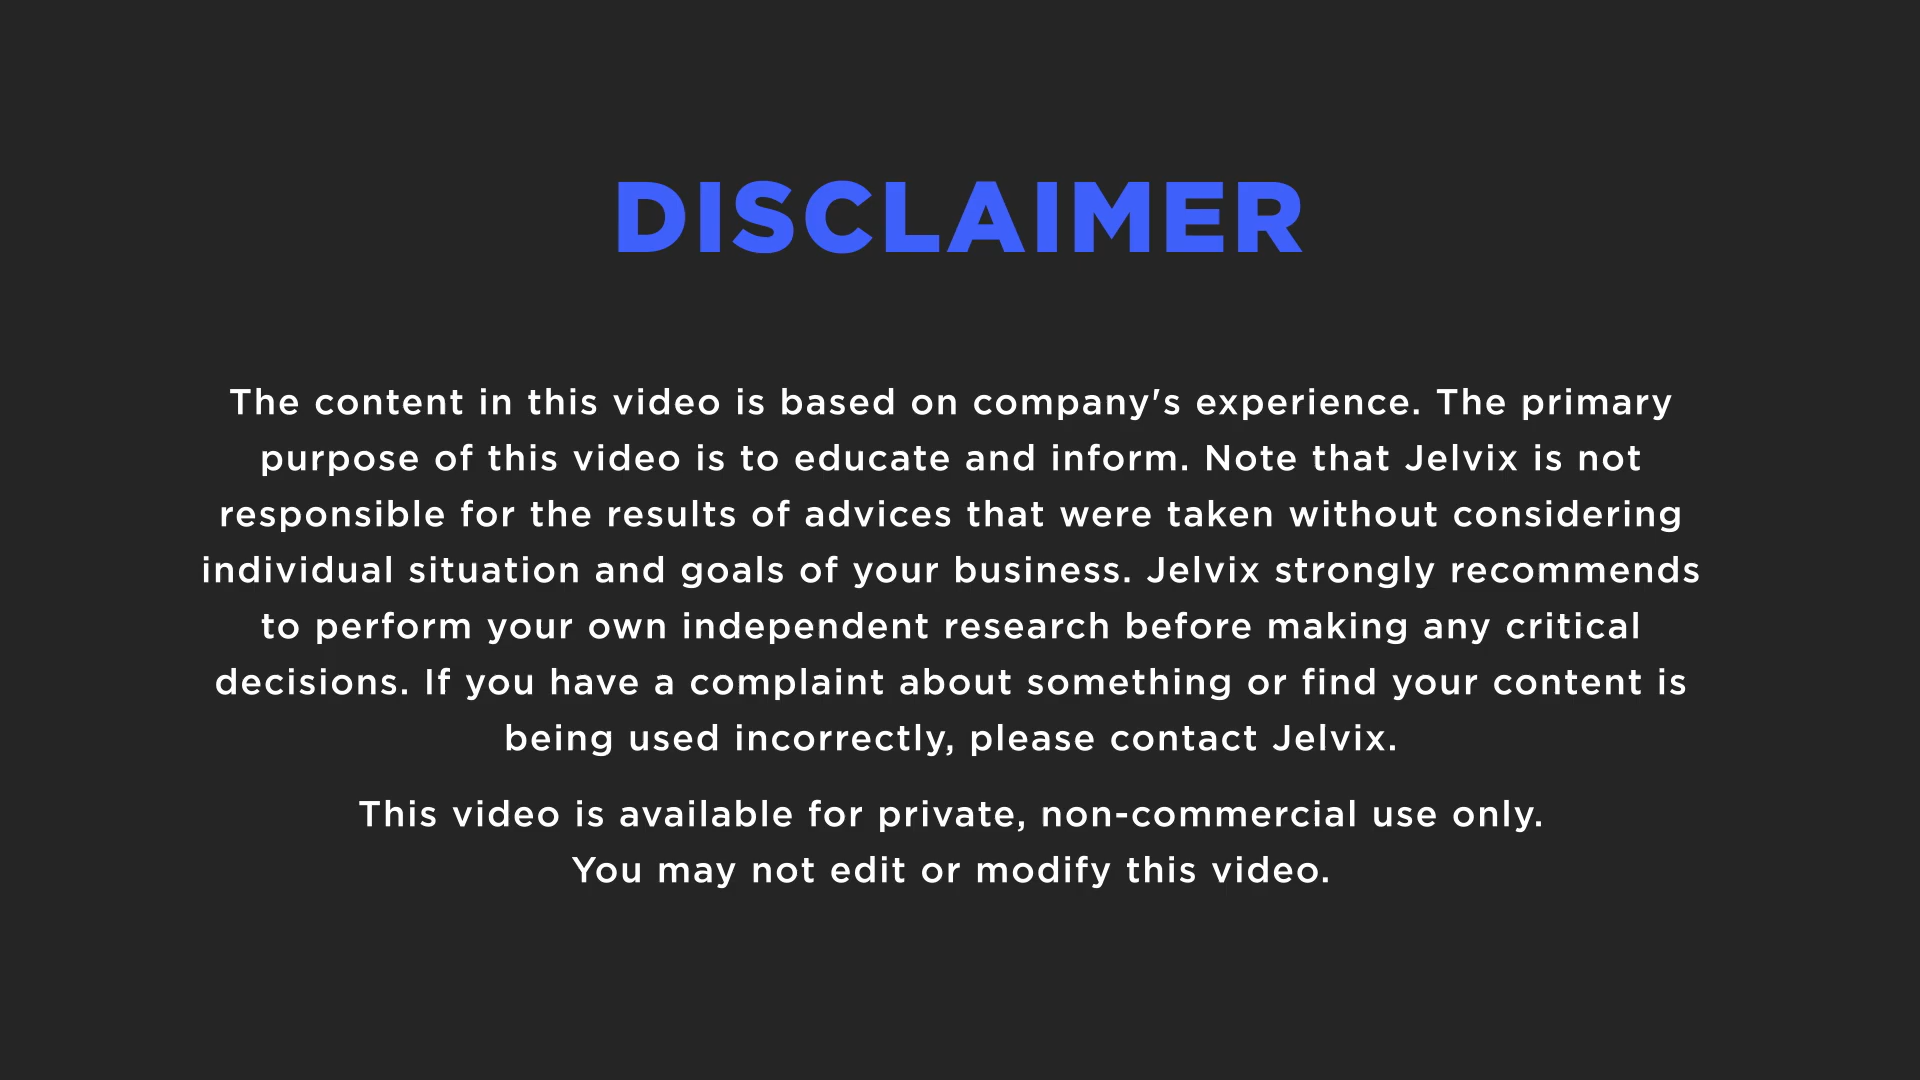 DISCLAIMER
The content in this video is based on company's experience. The primary
purpose of this video is to educate and inform. Note that Jelvix is not
responsible for the results of advices that were taken without considering
individual situation and goals of your business. Jelvix strongly recommends
to perform your own independent research before making any critical
decisions. If you have a complaint about something or find your content is
being used incorrectly, please contact Jelvix.
This video is available for private, non-commercial use only.
You may not edit or modify this video.